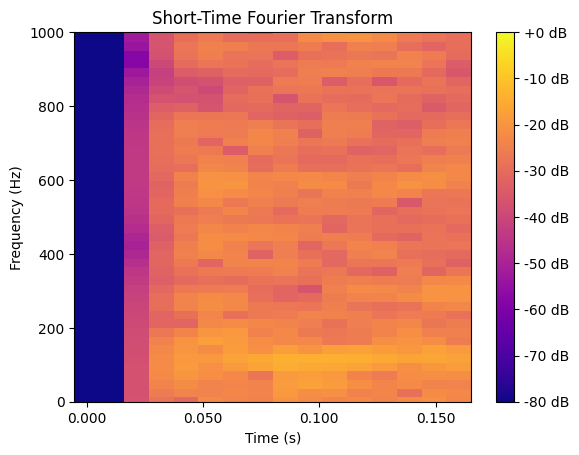 Short-Time Fourier Transform
1000
800
600
400
200
0
Frequency (Hz)
0.000
0.050
0.100
0.150
Time (s)
+0 dB
-10 dB
-20 dB
-30 dB
-40 dB
-50 dB
-60 dB
-70 dB
-80 dB